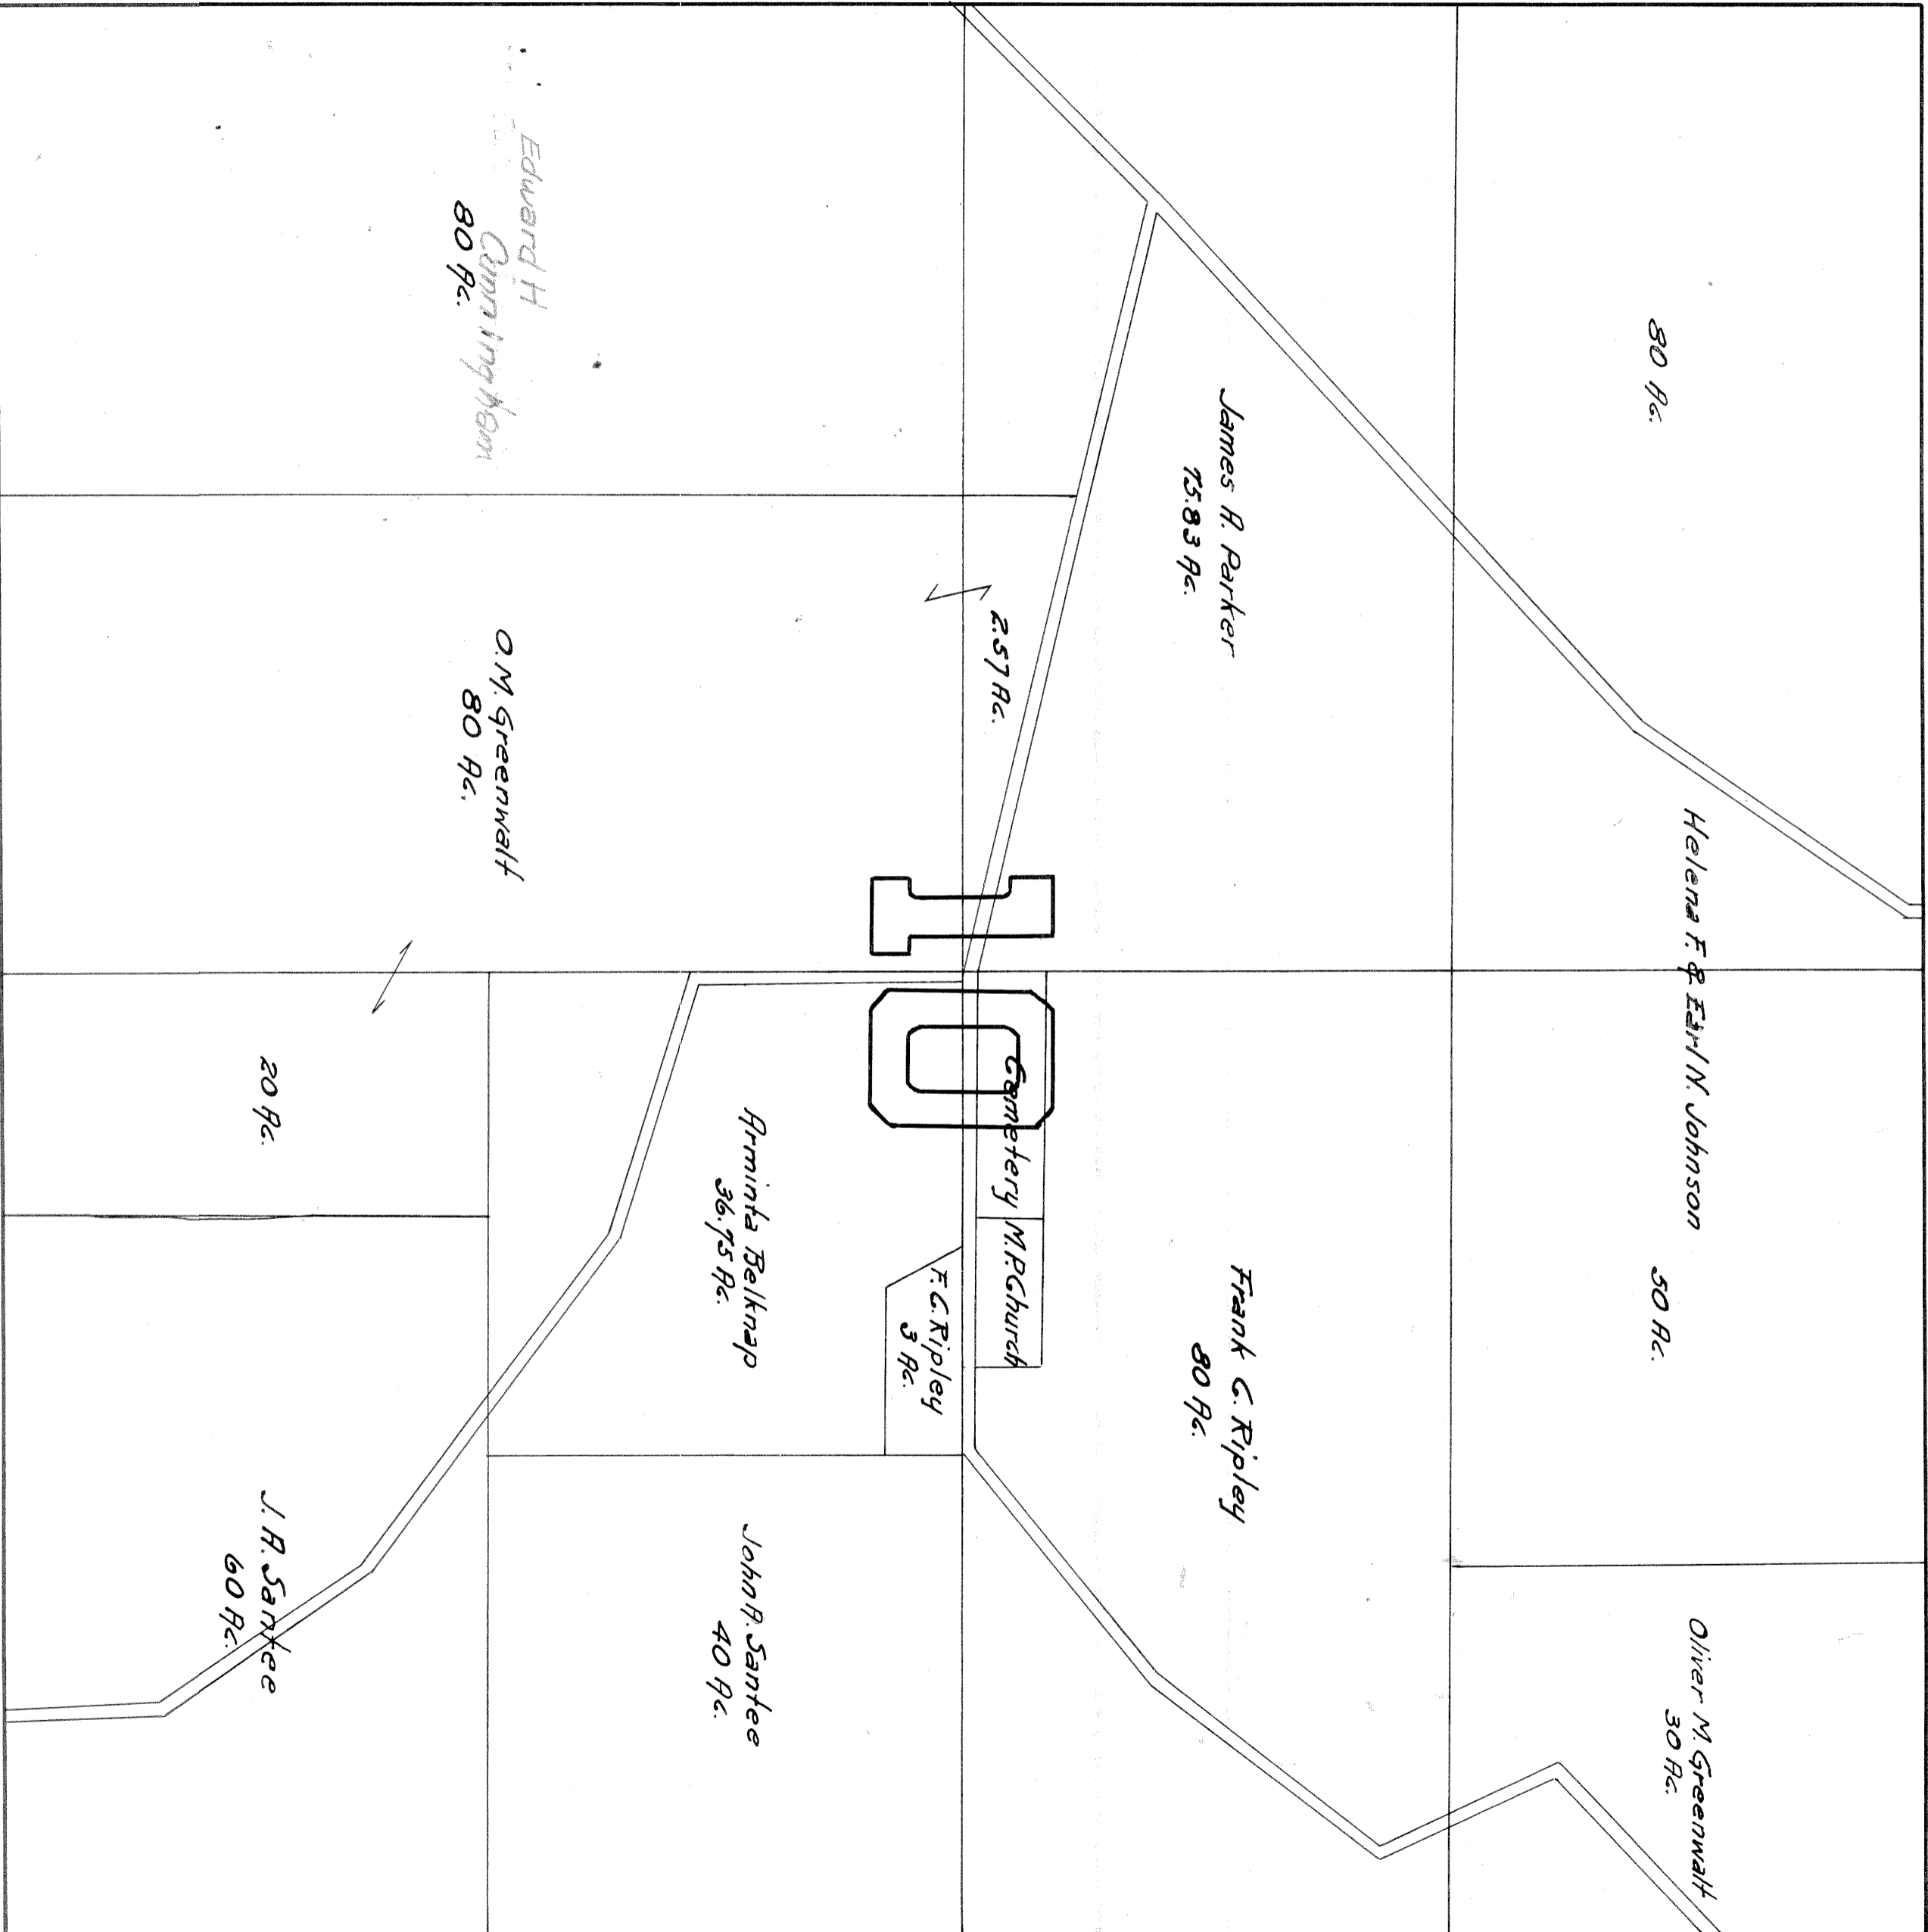 80 Ac.
Helena F. & Earl N. Johnson
50 Ac.
Oliver M. Greenwalt
30 Ac.
James A. Parker
75.83 Ac.
Frank C. Ripley
80 Ac.
2.57 Ac.
Cemetery
M.P. Church
10
F.C. Ripley
3 Ac.
Arminta Belknap
36.75 Ac.
John A. Santee
40 Ac.
Edward H
Cunningham
80 Ac.
O.M. Greenwalt
80 Ac.
20 Ac.
J.A. Santee
60 Ac.